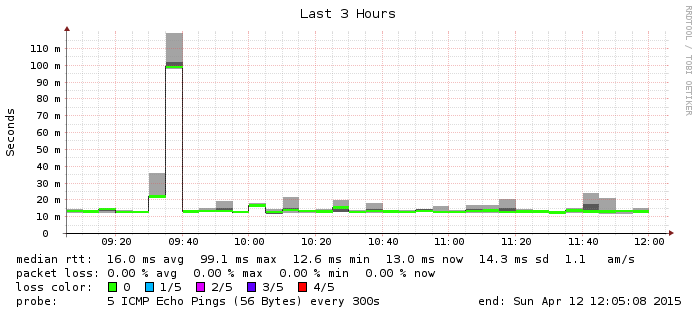 Last 3 Hours
RRDTOOL / TOBI OETIKER
Seconds
110 m
100 m
90 m
80 m
70 m
60 m
50 m
40 m
30 m
20 m
10 m
0
09:20 09:40 10:00 10:20 10:40 11:00 11:20 11:40 12:00
median rtt: 16.0 ms avg 99.1 ms max 12.6 ms min 13.0 ms now 14.3 ms sd 1.1 am/s
packet loss: 0.00 % avg 0.00 % max 0.00 % min 0.00 % now
loss color: 0 1/5 2/5 3/5 4/5
probe: 5 ICMP Echo Pings (56 Bytes) every 300s end: Sun Apr 12 12:05:08 2015